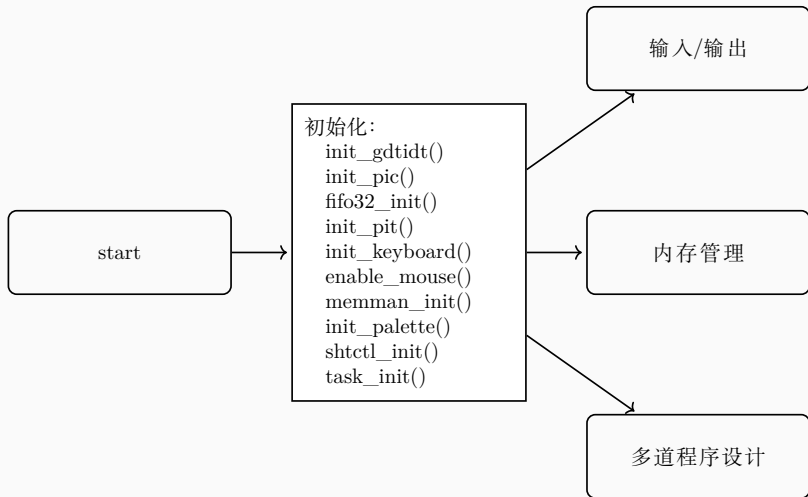 start
初始化：
init_gdtidt()
init_pic()
fifo32_init()
init_pit()
init_keyboard()
enable_mouse()
memman_init()
init_palette()
shtctl_init()
task_init()
输入/输出
内存管理
多道程序设计